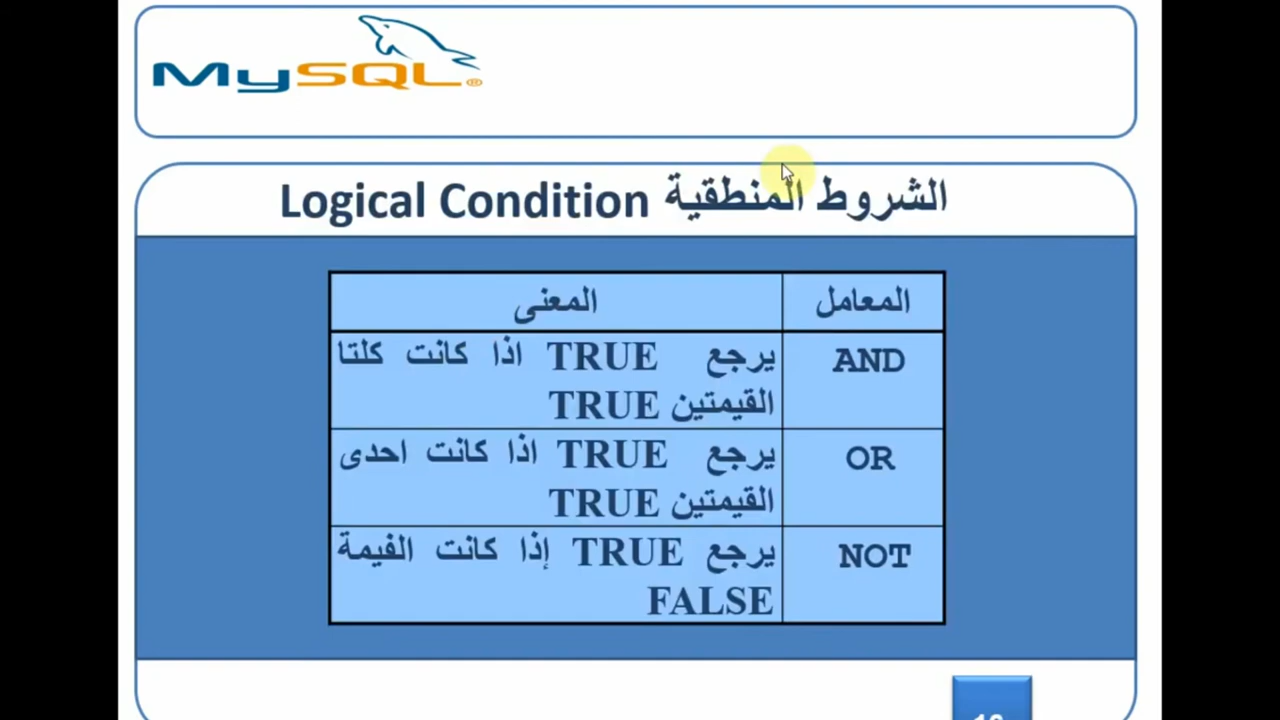 MySQL®
الشروط المنطقية Logical Condition
المعامل
المعنى
AND
يرجع TRUE اذا كانت كلتا
القيمتين TRUE
OR
يرجع TRUE اذا كانت احدى
القيمتين TRUE
NOT
يرجع TRUE إذا كانت الفيمة
FALSE